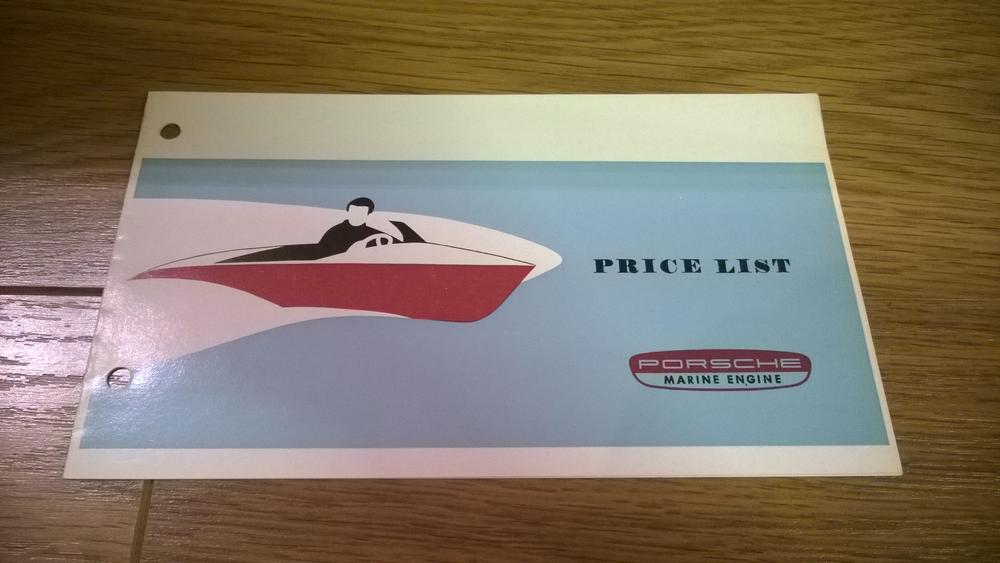 PRICE LIST
PORSCHE
MARINE ENGINE